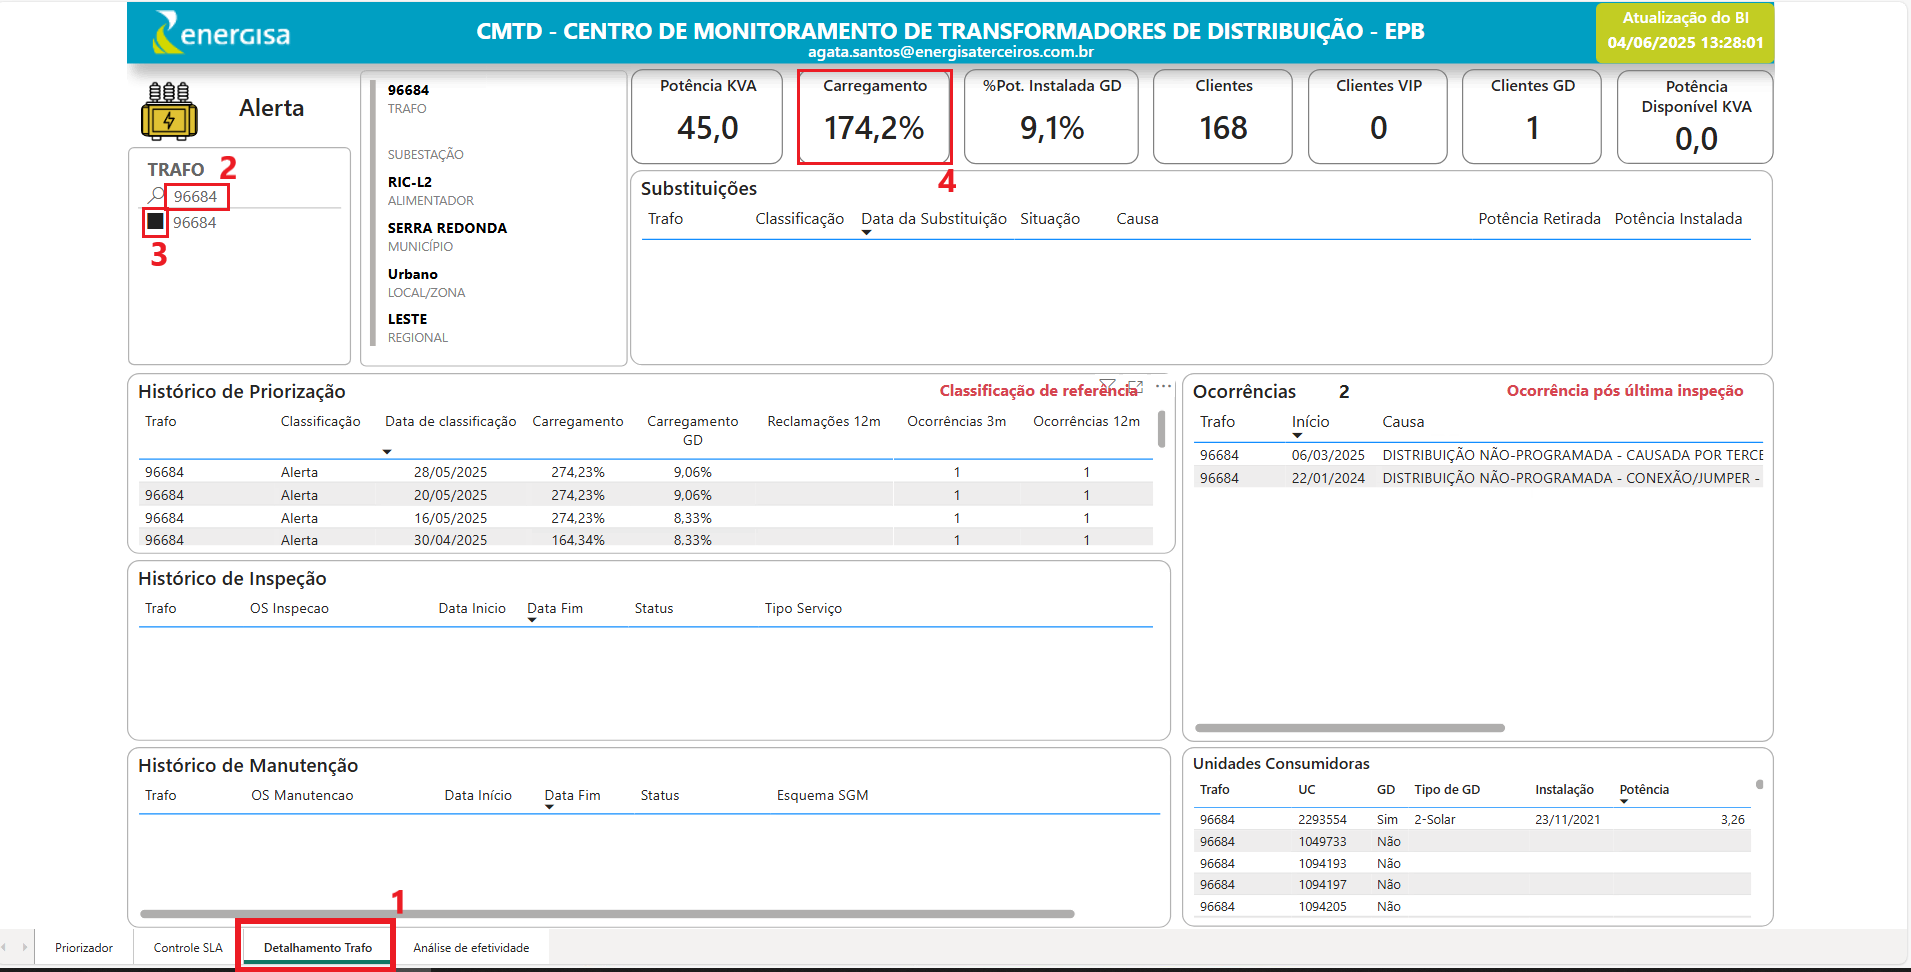 energisa
CMTD - CENTRO DE MONITORAMENTO DE TRANSFORMADORES DE DISTRIBUIÇÃO - EPB
agata.santos@energisaterceiros.com.br
Atualização do BI
04/06/2025 13:28:01
Alerta
TRAFO 2
96684
96684
3
96684
TRAFO
SUBESTAÇÃO
RIC-L2
ALIMENTADOR
SERRA REDONDA
MUNICÍPIO
Urbano
LOCAL/ZONA
LESTE
REGIONAL
Potência KVA
45,0
Carregamento
174,2%
4
%Pot. Instalada GD
9,1%
Clientes
168
Clientes VIP
0
Clientes GD
1
Potência
Disponível KVA
0,0
Substituições
Trafo Classificação Data da Substituição Situação Causa Potência Retirada Potência Instalada
Histórico de Priorização Classificação de referência
Trafo Classificação Data de classificação Carregamento Carregamento GD Reclamações 12m Ocorrências 3m Ocorrências 12m
96684 Alerta 28/05/2025 274,23% 9,06% 1 1
96684 Alerta 20/05/2025 274,23% 9,06% 1 1
96684 Alerta 16/05/2025 274,23% 8,33% 1 1
96684 Alerta 30/04/2025 164,34% 8,33% 1 1
Ocorrências 2 Ocorrência pós última inspeção
Trafo Início Causa
96684 06/03/2025 DISTRIBUIÇÃO NÃO-PROGRAMADA - CAUSADA POR TERCE
96684 22/01/2024 DISTRIBUIÇÃO NÃO-PROGRAMADA - CONEXÃO/JUMPER -
Histórico de Inspeção
Trafo OS Inspecao Data Inicio Data Fim Status Tipo Serviço
Histórico de Manutenção
Trafo OS Manutencao Data Início Data Fim Status Esquema SGM
Unidades Consumidoras
Trafo UC GD Tipo de GD Instalação Potência
96684 2293554 Sim 2-Solar 23/11/2021 3,26
96684 1049733 Não
96684 1094193 Não
96684 1094197 Não
96684 1094205 Não
1
Priorizador Controle SLA Detalhamento Trafo Análise de efetividade